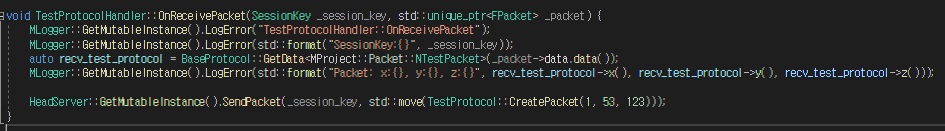 void TestProtocolHandler::OnReceivePacket(SessionKey _session_key, std::unique_ptr<FPacket> _packet) {
MLogger::GetMutableInstance().LogError("TestProtocolHandler::OnReceivePacket");
MLogger::GetMutableInstance().LogError(std::format("SessionKey:{}", _session_key));
auto recv_test_protocol = BaseProtocol::GetData<MProject::Packet::NTestPacket>(_packet->data.data());
MLogger::GetMutableInstance().LogError(std::format("Packet: x:{}, y:{}, z:{}", recv_test_protocol->x(), recv_test_protocol->y(), recv_test_protocol->z()));
HeadServer::GetMutableInstance().SendPacket(_session_key, std::move(TestProtocol::CreatePacket(1, 53, 123)));
}